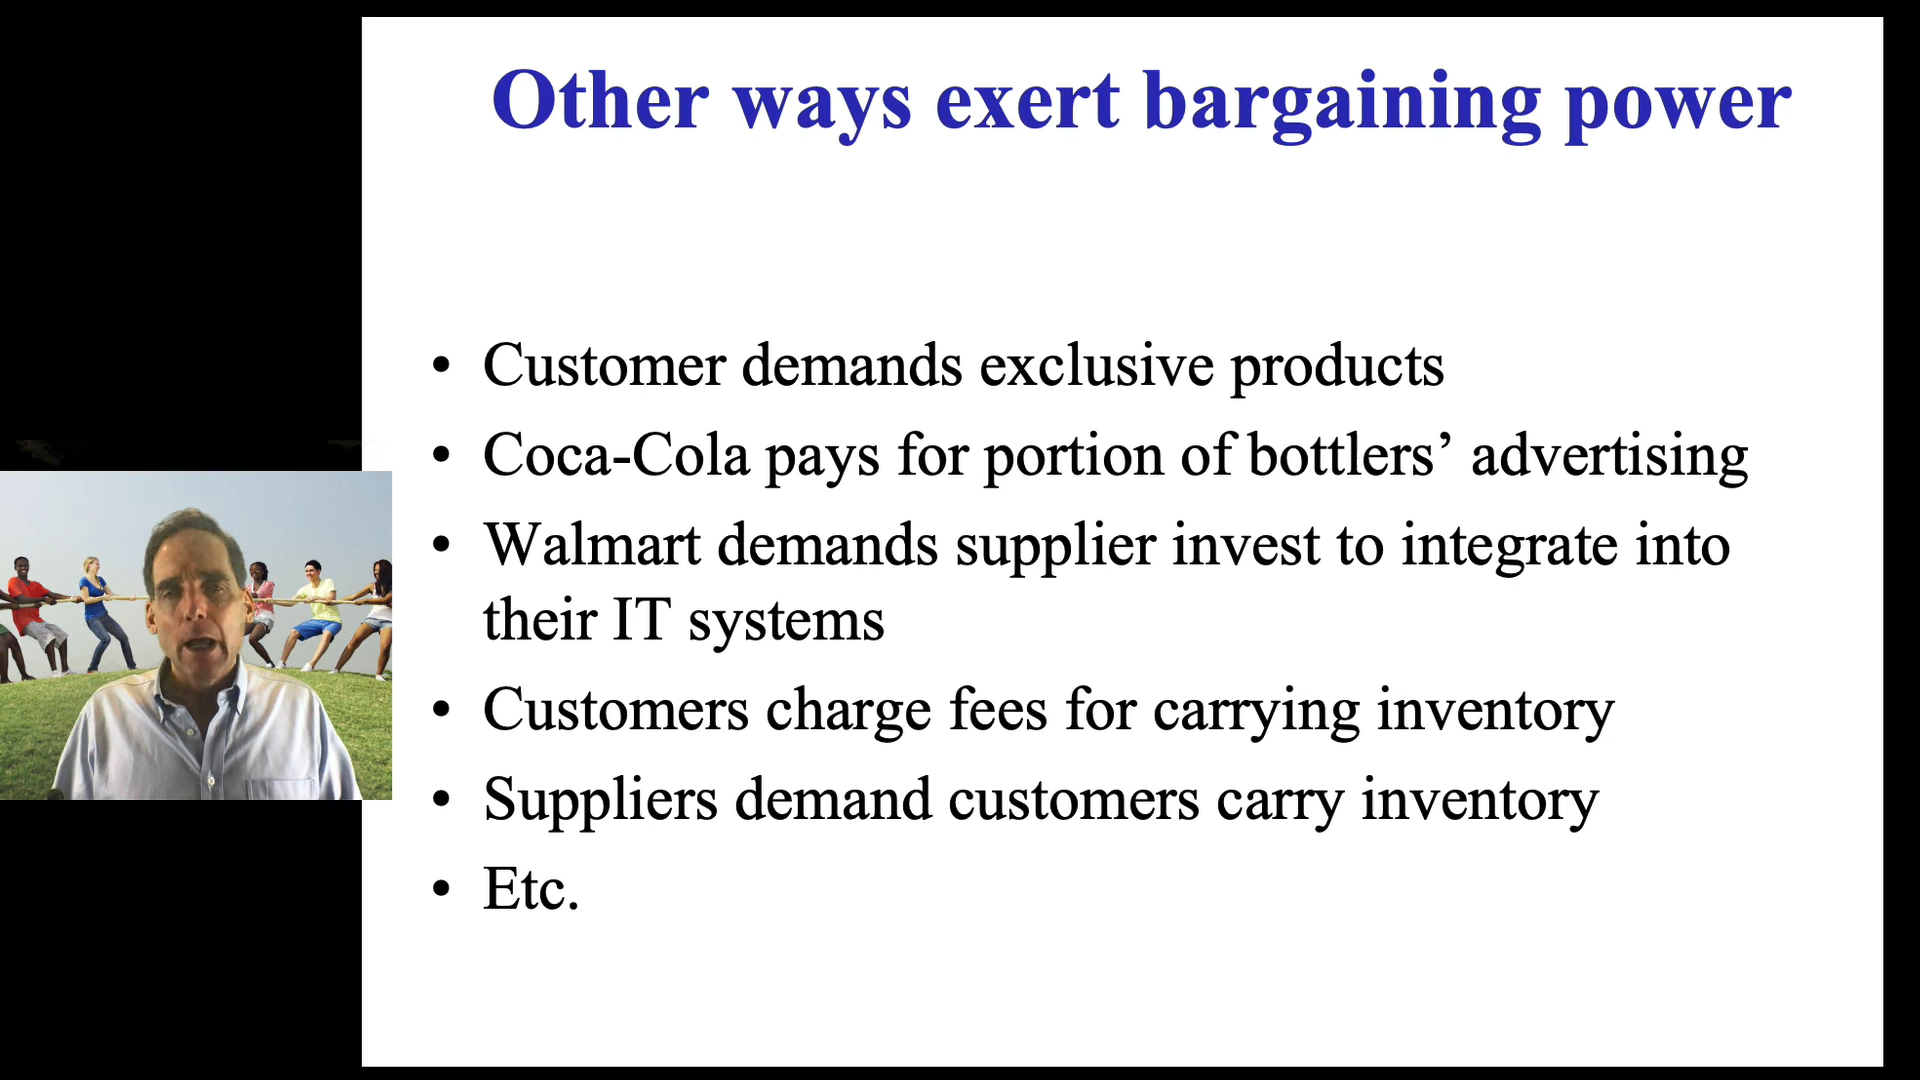 Other ways exert bargaining power
• Customer demands exclusive products
• Coca-Cola pays for portion of bottlers’ advertising
• Walmart demands supplier invest to integrate into
their IT systems
• Customers charge fees for carrying inventory
• Suppliers demand customers carry inventory
• Etc.